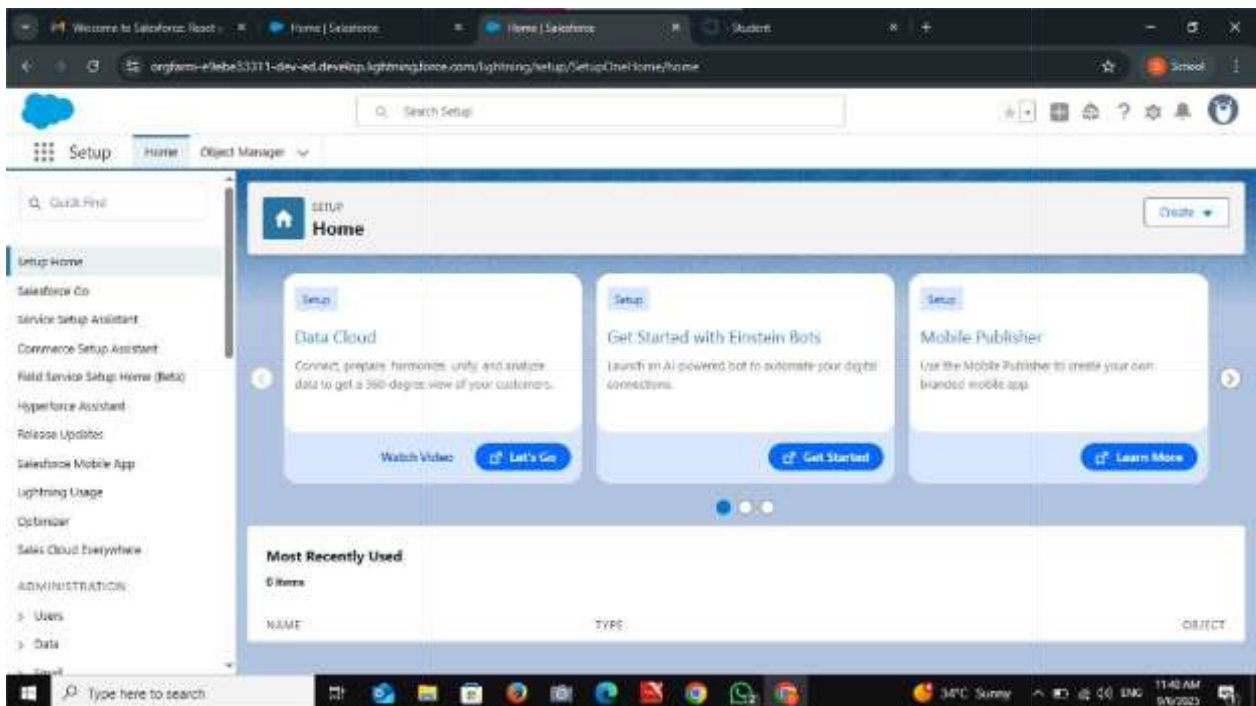 Home | Salesforce
Home | Salesforce
Student
School
Search Setup
Setup
Home
Object Manager
Quick Find
SETUP
Home
Create
Setup Home
Salesforce Go
Service Setup Assistant
Commerce Setup Assistant
Field Service Setup Home (Beta)
Hyperforce Assistant
Release Updates
Salesforce Mobile App
Lightning Usage
Optimizer
Sales Cloud Everywhere
ADMINISTRATION
Users
Data
Email
Setup
Data Cloud
Connect, prepare, harmonize, unify, and analyze
data to get a 360-degree view of your customers.
Watch Video
Let's Go
Setup
Get Started with Einstein Bots
Launch an AI-powered bot to automate your digital
connections.
Get Started
Setup
Mobile Publisher
Use the Mobile Publisher to create your own
branded mobile app.
Learn More
Most Recently Used
0 items
NAME TYPE OBJECT
Type here to search
34°C Sunny
ENG
11:42 AM